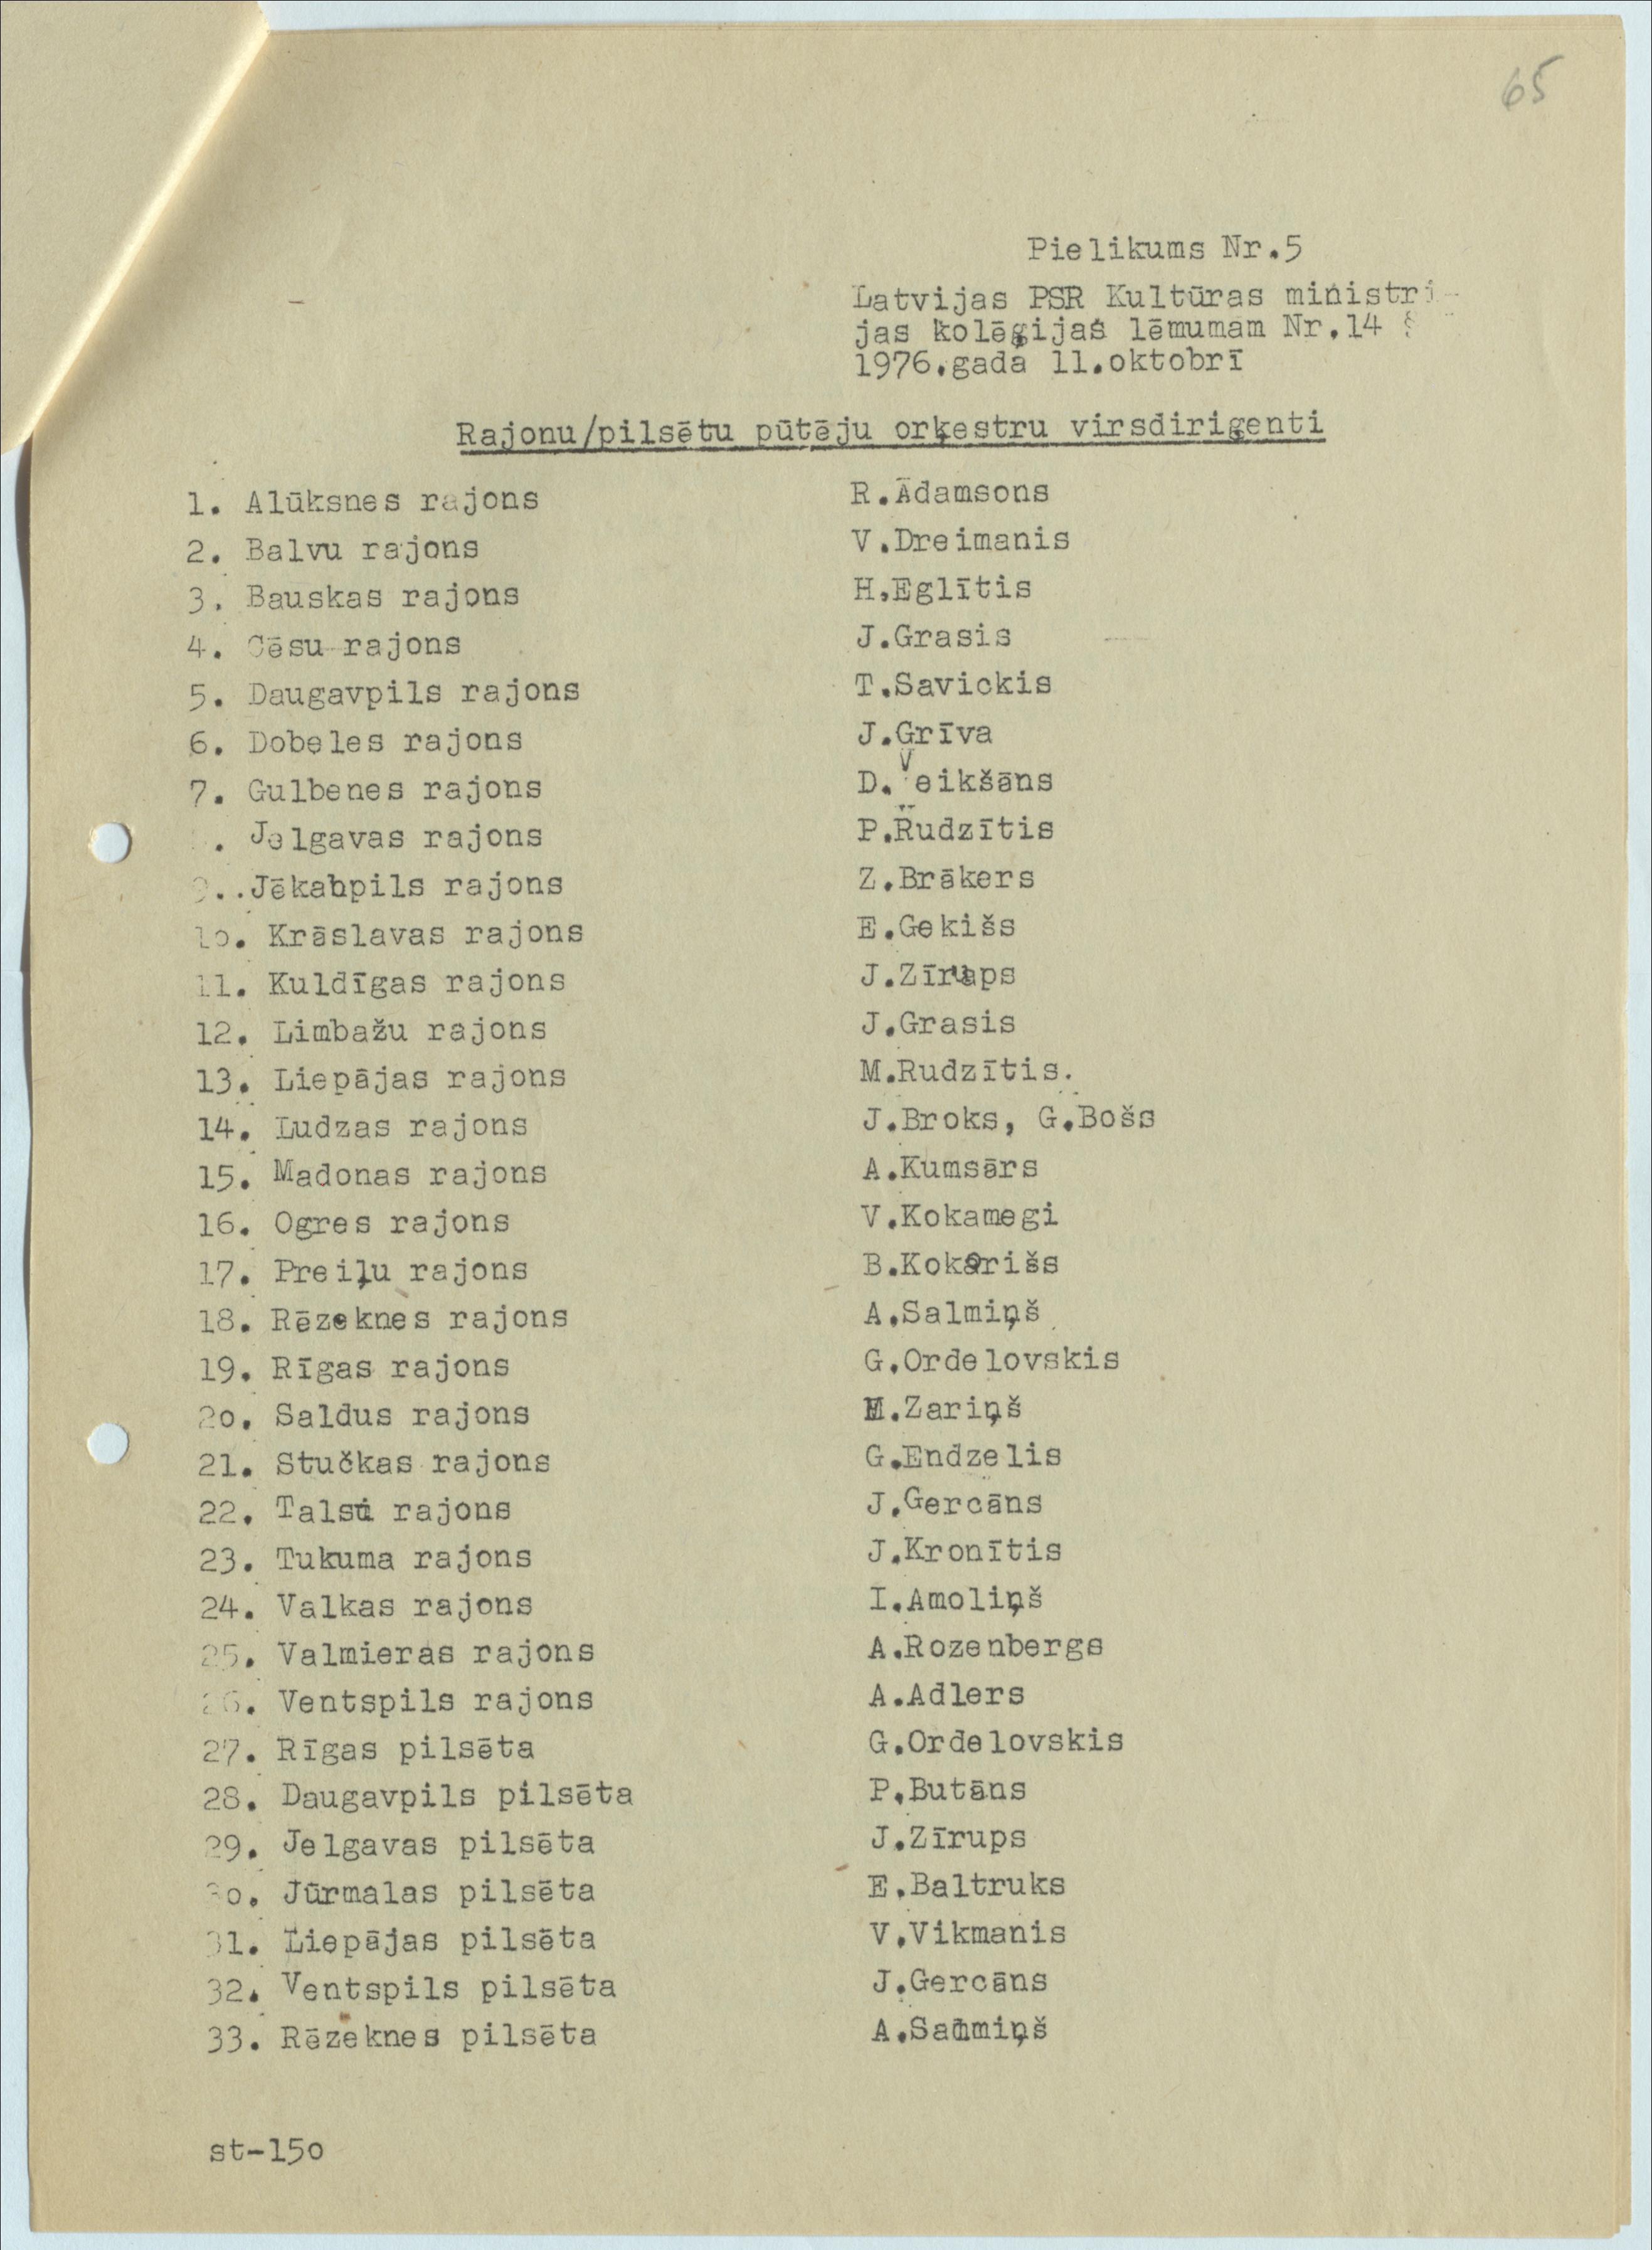 65
Pielikums Nr.5
Latvijas PSR Kultūras ministri-
jas kolēģijas lēmumam Nr.14 §
1976.gada 11.oktobrī
Rajonu/pilsētu pūtēju orķestru virsdiriģenti
1. Alūksnes rajons R.Ādamsons
2. Balvu rajons V.Dreimanis
3. Bauskas rajons H.Eglītis
4. Cēsu rajons J.Grasis
5. Daugavpils rajons T.Savickis
6. Dobeles rajons J.Grīva
7. Gulbenes rajons D.Veikšāns
. Jelgavas rajons P.Rudzītis
9..Jēkabpils rajons Z.Brākers
1o. Krāslavas rajons E.Gekišs
11. Kuldīgas rajons J.Zīrups
12. Limbažu rajons J.Grasis
13. Liepājas rajons M.Rudzītis.
14. Ludzas rajons J.Broks, G.Bošs
15. Madonas rajons A.Kumsārs
16. Ogres rajons V.Kokamegi
17. Preiļu rajons
18. Rēzeknes rajons A.Salmiņš
19. Rīgas rajons G.Ordelovskis
2o. Saldus rajons M.Zariņš
21. Stučkas rajons G.Endzelis
22. Talsu rajons J.Gercāns
23. Tukuma rajons J.Kronītis
24. Valkas rajons I.Amoliņš
25. Valmieras rajons A.Rozenbergs
26. Ventspils rajons A.Adlers
27. Rīgas pilsēta G.Ordelovskis
28. Daugavpils pilsēta P.Butāns
29. Jelgavas pilsēta J.Zīrups
3o. Jūrmalas pilsēta E.Baltruks
31. Liepājas pilsēta V.Vikmanis
32. Ventspils pilsēta J.Gercāns
33. Rēzeknes pilsēta A.Salmiņš
st-15o